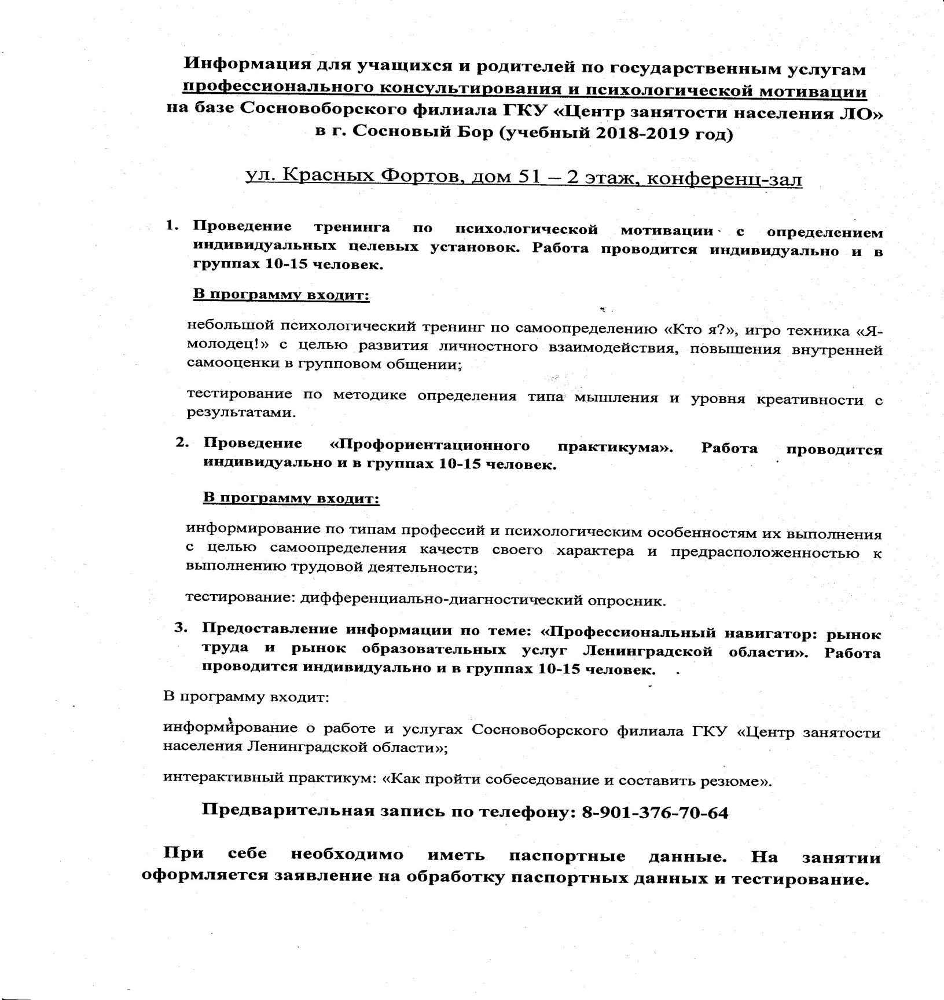 Информация для учащихся и родителей по государственным услугам
профессионального консультирования и психологической мотивации
на базе Сосновоборского филиала ГКУ «Центр занятости населения ЛО»
в г. Сосновый Бор (учебный 2018-2019 год)
ул. Красных Фортов, дом 51 – 2 этаж, конференц-зал
1. Проведение тренинга по психологической мотивации с определением
индивидуальных целевых установок. Работа проводится индивидуально и в
группах 10-15 человек.
В программу входит:
небольшой психологический тренинг по самоопределению «Кто я?», игро техника «Я-
молодец!» с целью развития личностного взаимодействия, повышения внутренней
самооценки в групповом общении;
тестирование по методике определения типа мышления и уровня креативности с
результатами.
2. Проведение «Профориентационного практикума». Работа проводится
индивидуально и в группах 10-15 человек.
В программу входит:
информирование по типам профессий и психологическим особенностям их выполнения
с целью самоопределения качеств своего характера и предрасположенностью к
выполнению трудовой деятельности;
тестирование: дифференциально-диагностический опросник.
3. Предоставление информации по теме: «Профессиональный навигатор: рынок
труда и рынок образовательных услуг Ленинградской области». Работа
проводится индивидуально и в группах 10-15 человек.
В программу входит:
информирование о работе и услугах Сосновоборского филиала ГКУ «Центр занятости
населения Ленинградской области»;
интерактивный практикум: «Как пройти собеседование и составить резюме».
Предварительная запись по телефону: 8-901-376-70-64
При себе необходимо иметь паспортные данные. На занятии
оформляется заявление на обработку паспортных данных и тестирование.